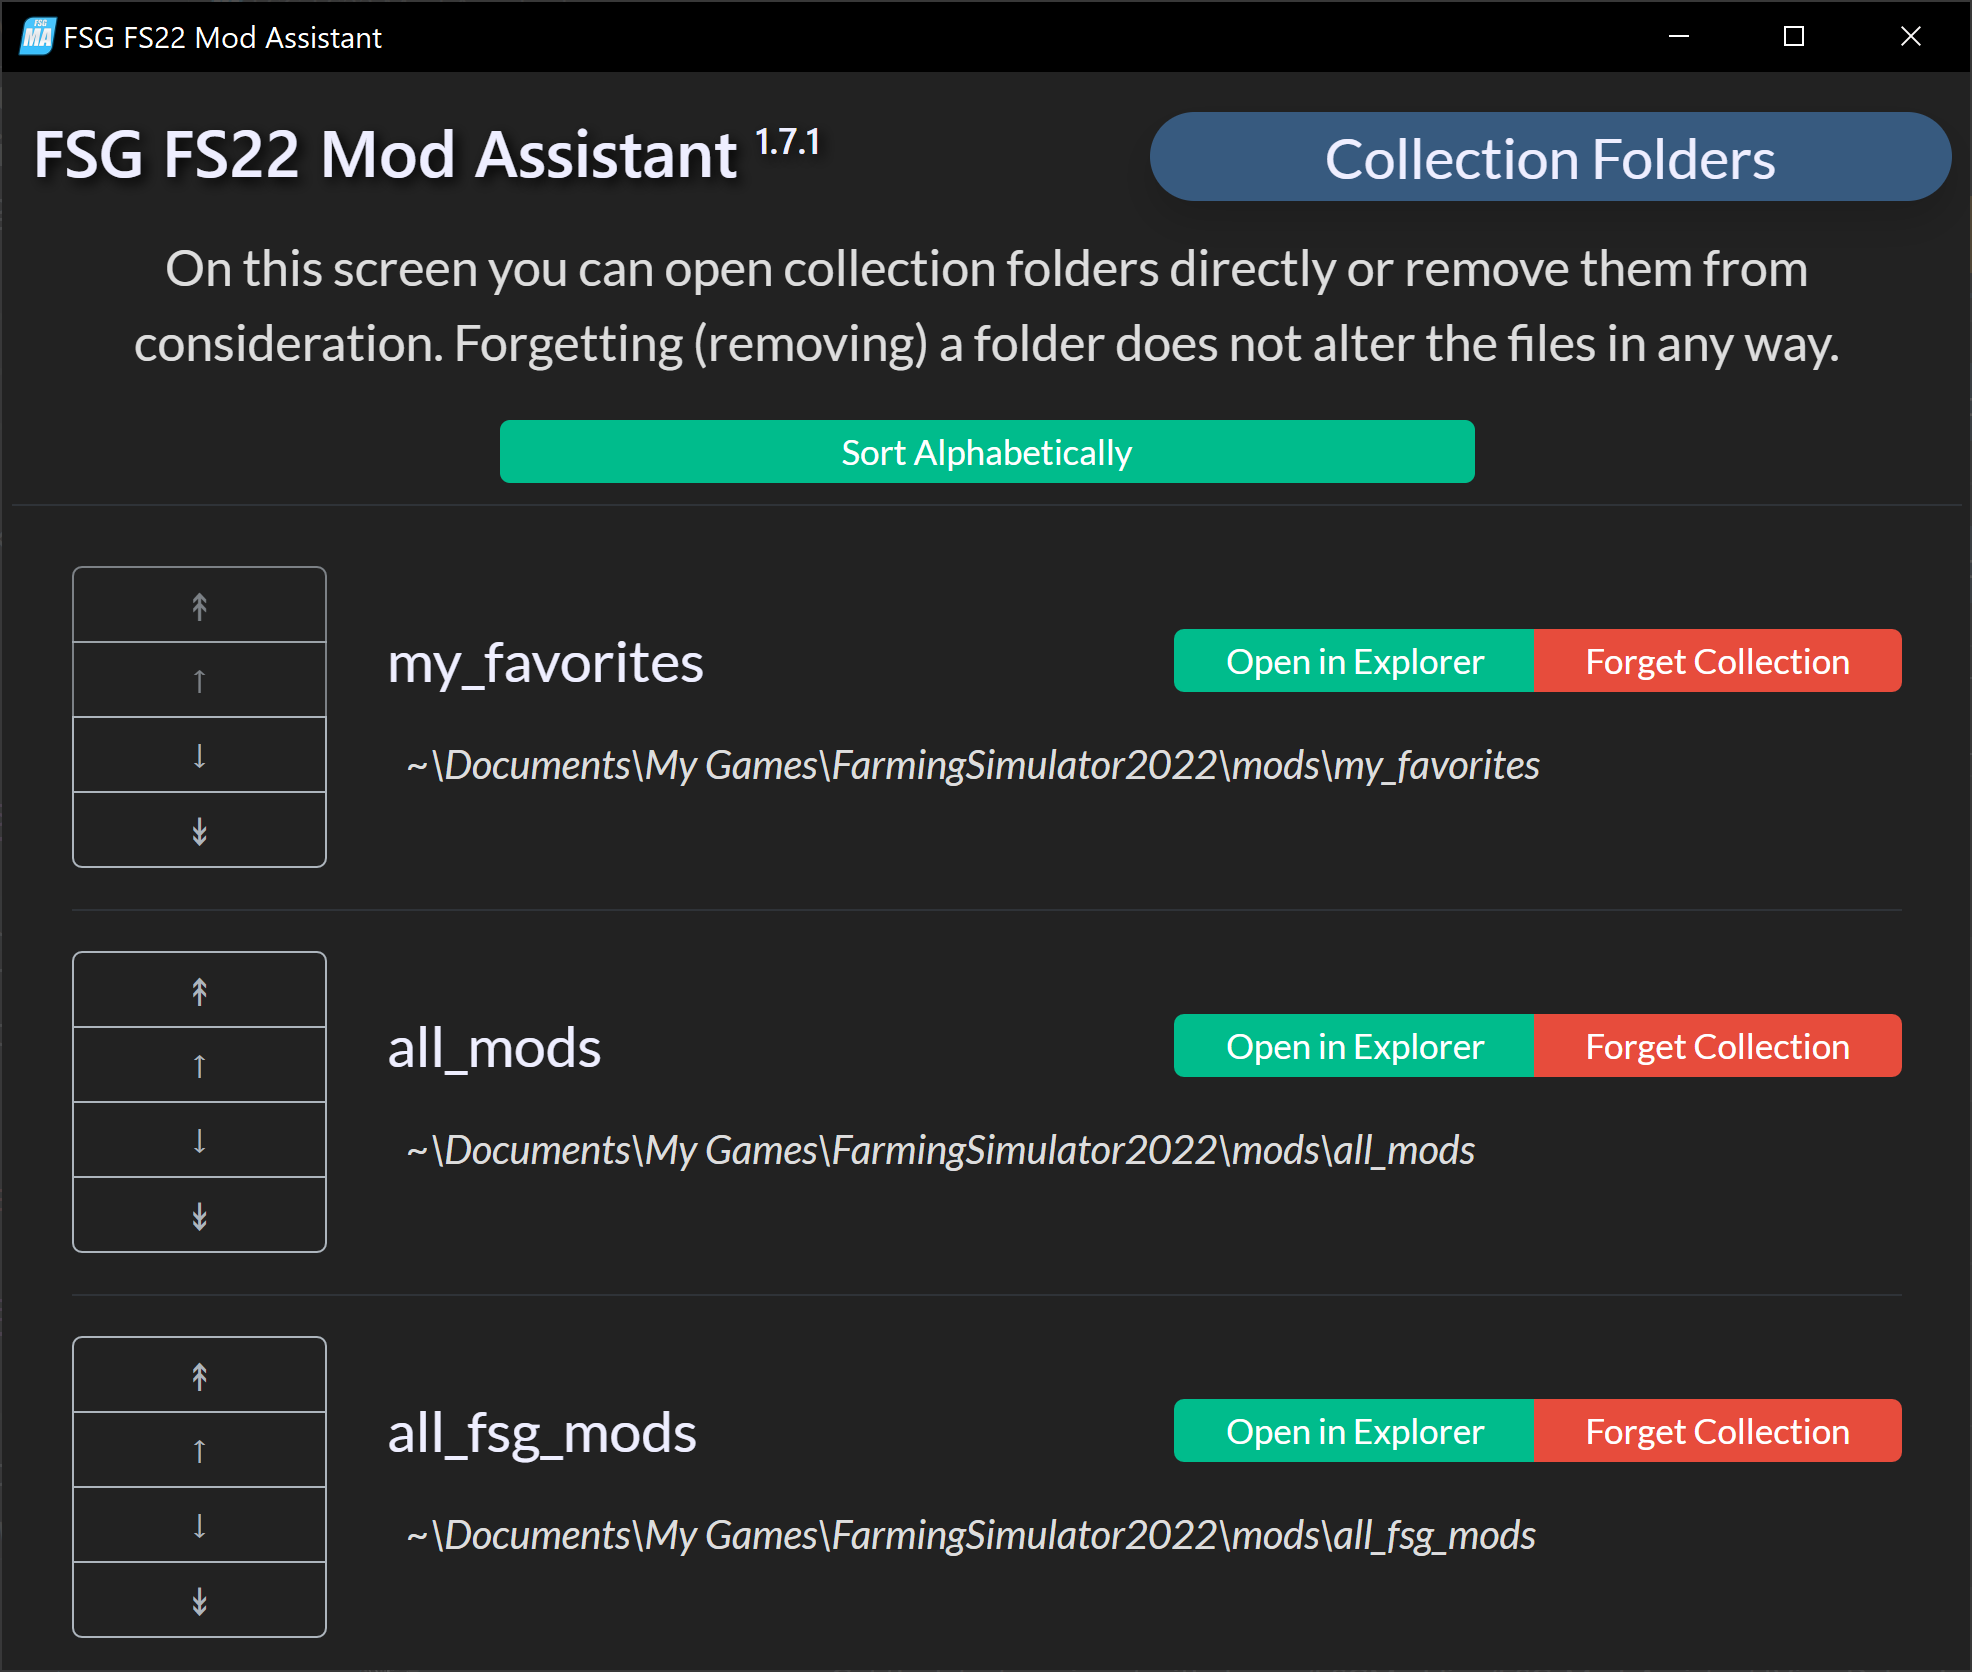 FSG MA FSG FS22 Mod Assistant
FSG FS22 Mod Assistant 1.7.1
Collection Folders
On this screen you can open collection folders directly or remove them from
consideration. Forgetting (removing) a folder does not alter the files in any way.
Sort Alphabetically
↟
↑
↓
↡
my_favorites
Open in Explorer Forget Collection
~\Documents\My Games\FarmingSimulator2022\mods\my_favorites
↟
↑
↓
↡
all_mods
Open in Explorer Forget Collection
~\Documents\My Games\FarmingSimulator2022\mods\all_mods
↟
↑
↓
↡
all_fsg_mods
Open in Explorer Forget Collection
~\Documents\My Games\FarmingSimulator2022\mods\all_fsg_mods